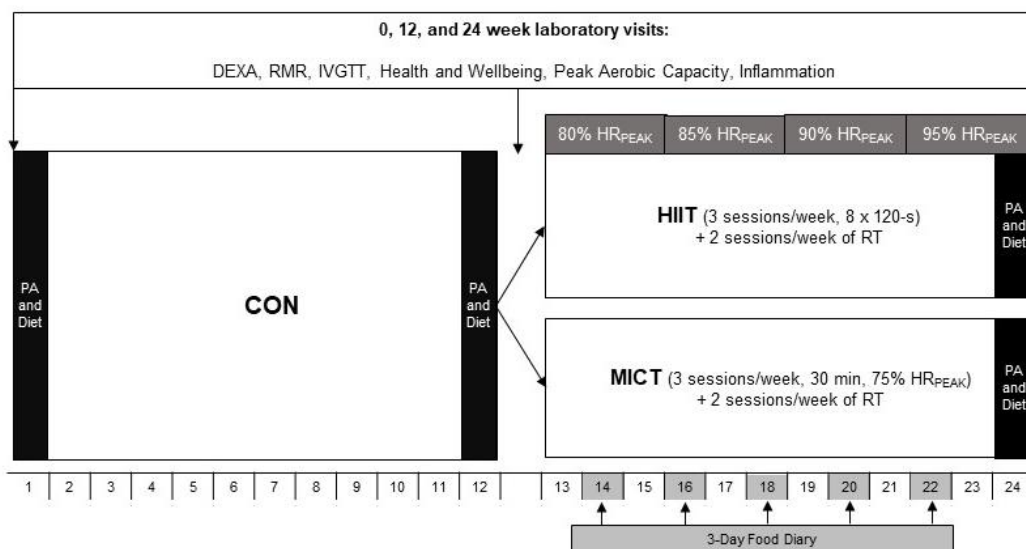 0, 12, and 24 week laboratory visits:
DEXA, RMR, IVGTT, Health and Wellbeing, Peak Aerobic Capacity, Inflammation
80% HRPEAK 85% HRPEAK 90% HRPEAK 95% HRPEAK
PA
and
Diet
CON
PA
and
Diet
HIIT (3 sessions/week, 8 x 120-s)
+ 2 sessions/week of RT
PA
and
Diet
MICT (3 sessions/week, 30 min, 75% HRPEAK)
+ 2 sessions/week of RT
PA
and
Diet
1 2 3 4 5 6 7 8 9 10 11 12 13 14 15 16 17 18 19 20 21 22 23 24
3-Day Food Diary